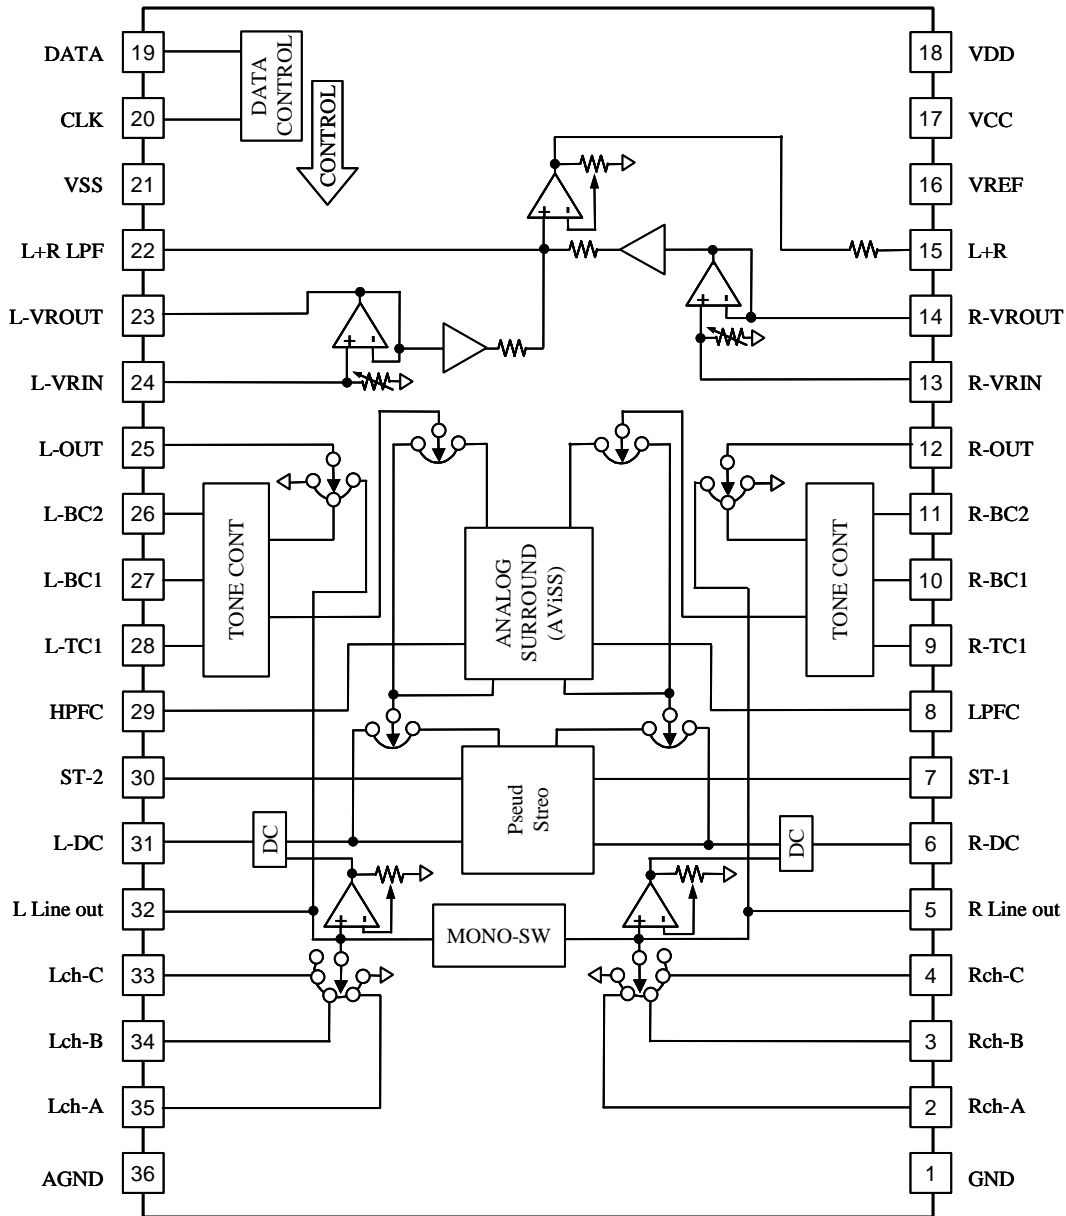 DATA 19
18 VDD
CLK 20
17 VCC
VSS 21
16 VREF
L+R LPF 22
15 L+R
L-VROUT 23
14 R-VROUT
L-VRIN 24
13 R-VRIN
L-OUT 25
12 R-OUT
L-BC2 26
11 R-BC2
L-BC1 27
10 R-BC1
L-TC1 28
9 R-TC1
HPFC 29
8 LPFC
ST-2 30
7 ST-1
L-DC 31
6 R-DC
L Line out 32
5 R Line out
Lch-C 33
4 Rch-C
Lch-B 34
3 Rch-B
Lch-A 35
2 Rch-A
AGND 36
1 GND
DATA
CONTROL
CONTROL
+ -
+ -
+ -
TONE CONT
ANALOG
SURROUND
(AViSS)
TONE CONT
Pseud
Streo
DC
DC
+ -
+ -
MONO-SW